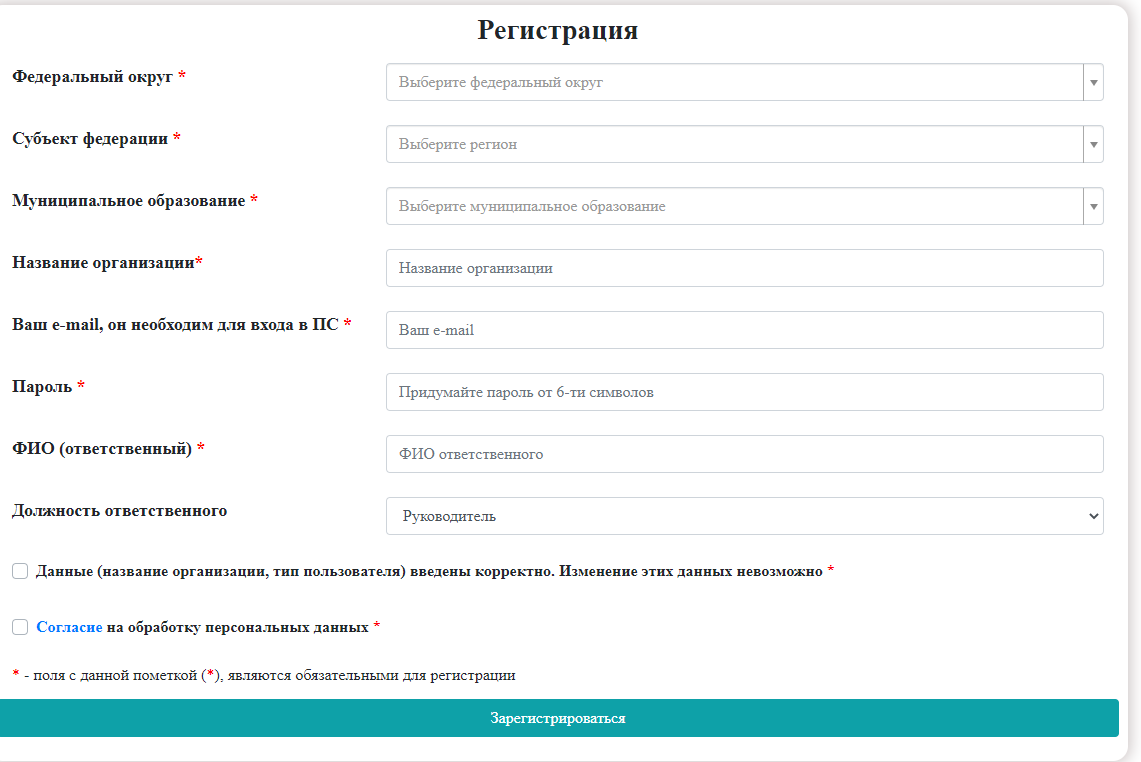 Регистрация
Федеральный округ *
Выберите федеральный округ
Субъект федерации *
Выберите регион
Муниципальное образование *
Выберите муниципальное образование
Название организации*
Название организации
Ваш e-mail, он необходим для входа в ПС *
Ваш e-mail
Пароль *
Придумайте пароль от 6-ти символов
ФИО (ответственный) *
ФИО ответственного
Должность ответственного
Руководитель
Данные (название организации, тип пользователя) введены корректно. Изменение этих данных невозможно *
Согласие на обработку персональных данных *
* - поля с данной пометкой (*), являются обязательными для регистрации
Зарегистрироваться